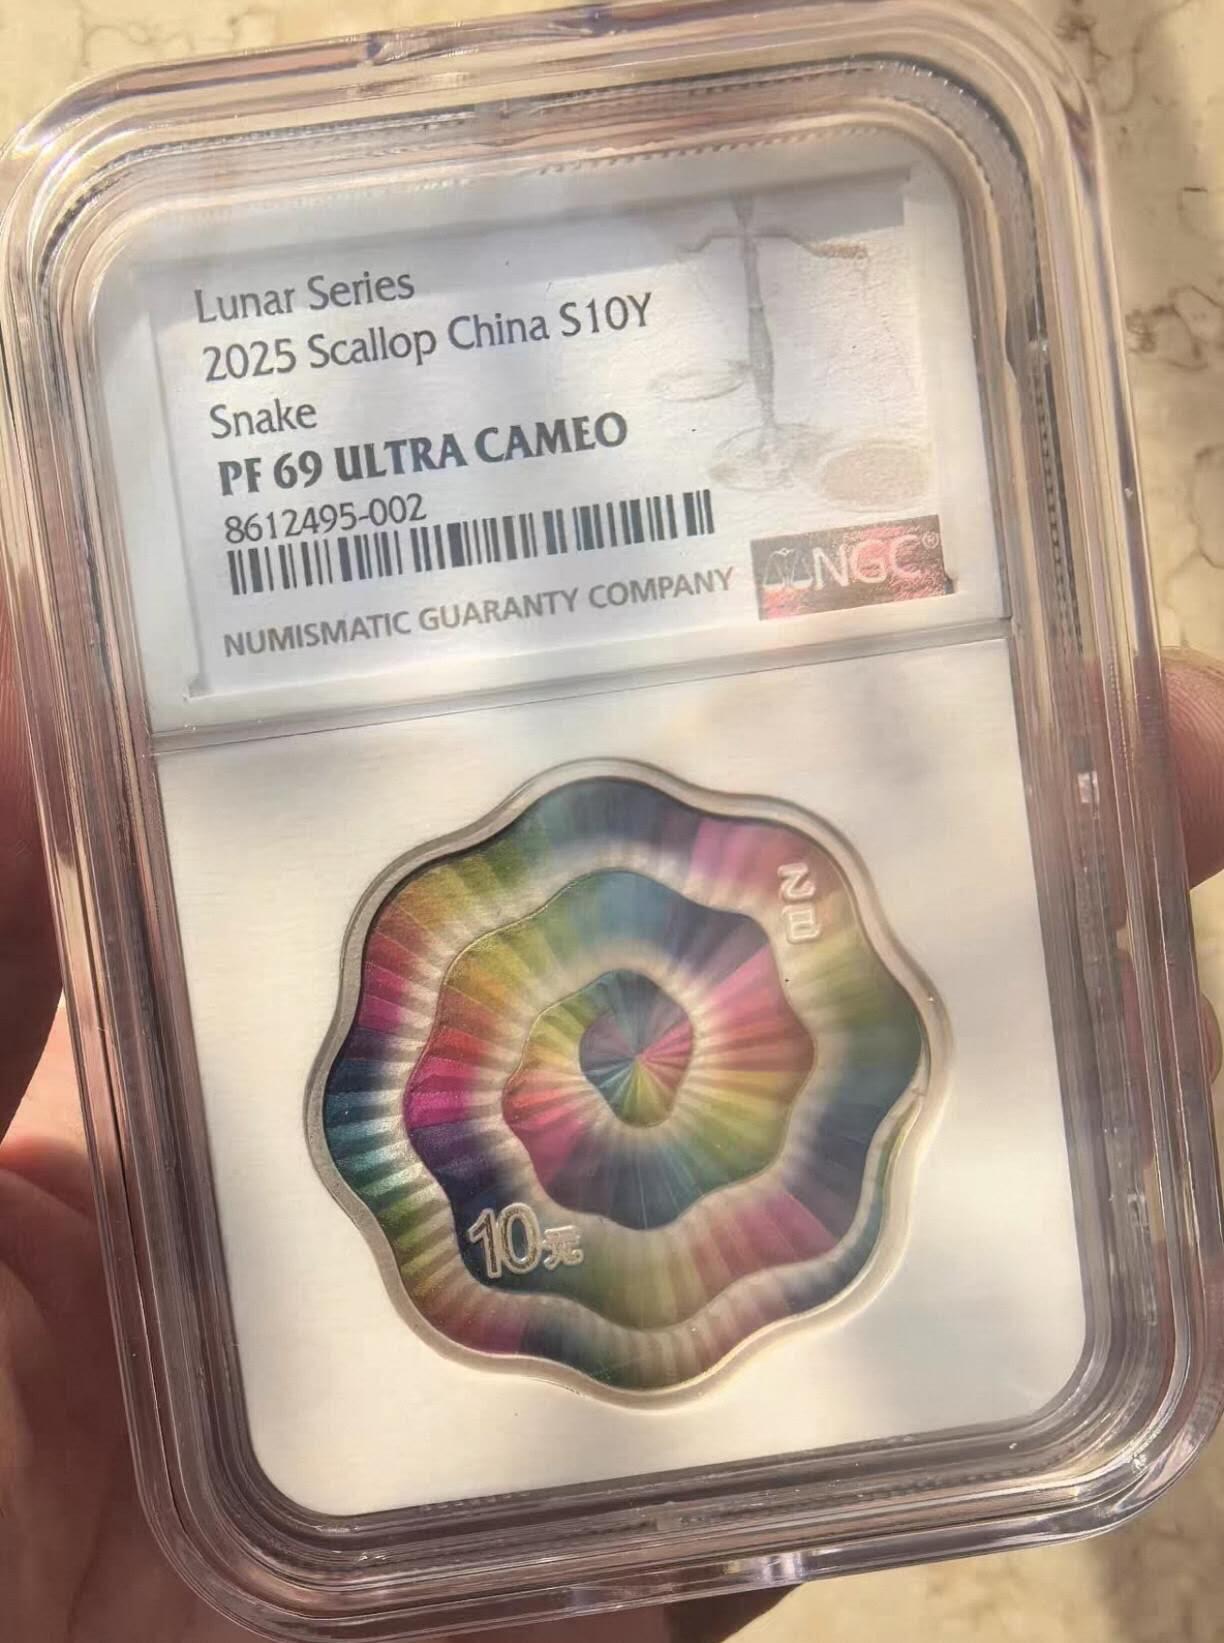 Lunar Series
2025 Scallop China S10Y
Snake
PF 69 ULTRA CAMEO
8612495-002
NUMISMATIC GUARANTY COMPANY
NGC®
乙巳
10元